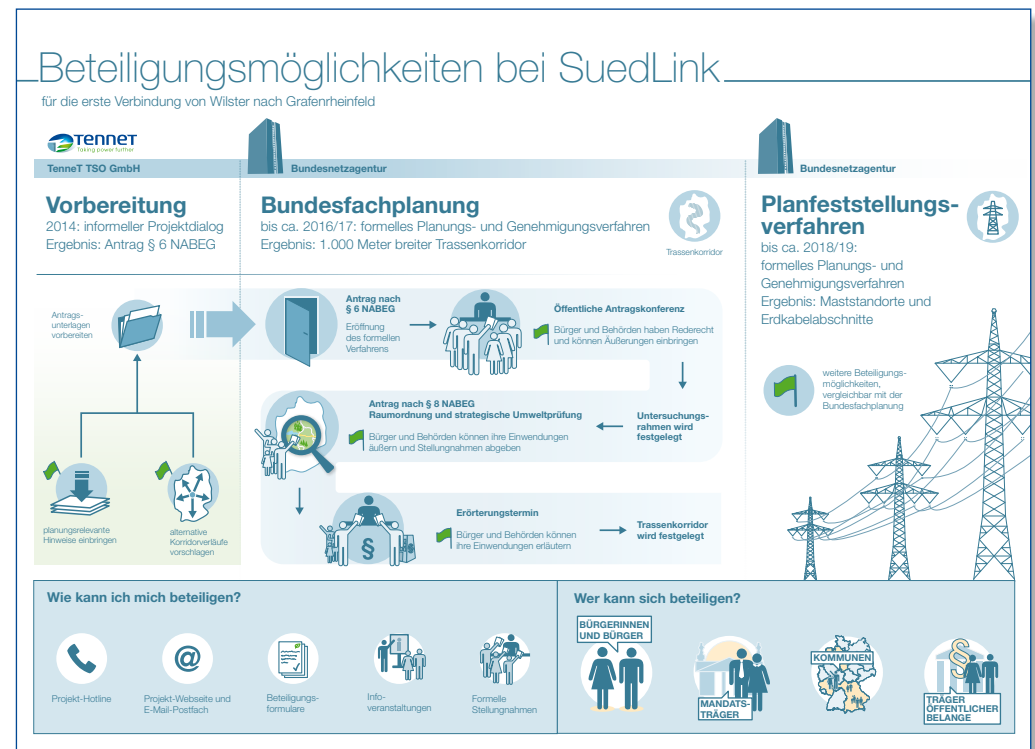 Beteiligungsmöglichkeiten bei SuedLink
für die erste Verbindung von Wilster nach Grafenrheinfeld
TenneT
Taking power further
TenneT TSO GmbH
Bundesnetzagentur
Bundesnetzagentur
Vorbereitung
2014: informeller Projektdialog
Ergebnis: Antrag § 6 NABEG
Bundesfachplanung
bis ca. 2016/17: formelles Planungs- und Genehmigungsverfahren
Ergebnis: 1.000 Meter breiter Trassenkorridor
Trassenkorridor
Planfeststellungs-
verfahren
bis ca. 2018/19:
formelles Planungs- und
Genehmigungsverfahren
Ergebnis: Maststandorte und
Erdkabelabschnitte
Antrags-
unterlagen
vorbereiten
Antrag nach
§ 6 NABEG
Eröffnung
des formellen
Verfahrens
Öffentliche Antragskonferenz
Bürger und Behörden haben Rederecht
und können Äußerungen einbringen
Antrag nach § 8 NABEG
Raumordnung und strategische Umweltprüfung
Bürger und Behörden können ihre Einwendungen
äußern und Stellungnahmen abgeben
Untersuchungs-
rahmen wird
festgelegt
weitere Beteiligungs-
möglichkeiten,
vergleichbar mit der
Bundesfachplanung
planungsrelevante
Hinweise einbringen
alternative
Korridorverläufe
vorschlagen
§
Erörterungstermin
Bürger und Behörden können
ihre Einwendungen erläutern
Trassenkorridor
wird festgelegt
Wie kann ich mich beteiligen?
@
Projekt-Hotline
Projekt-Webseite und
E-Mail-Postfach
Beteiligungs-
formulare
i
Info-
veranstaltungen
Formelle
Stellungnahmen
Wer kann sich beteiligen?
BÜRGERINNEN
UND BÜRGER
MANDATS-
TRÄGER
KOMMUNEN
§
TRÄGER
ÖFFENTLICHER
BELANGE